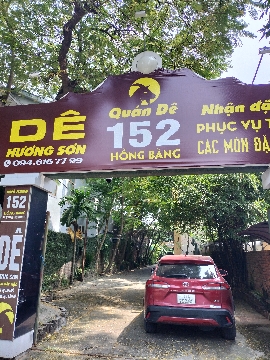 DÊ
HƯƠNG SƠN
094.616 77 99
Quán Dê
152
HỒNG BÀNG
Nhận đặ
PHỤC VỤ T
CÁC MÓN ĐẶ
152
DÊ